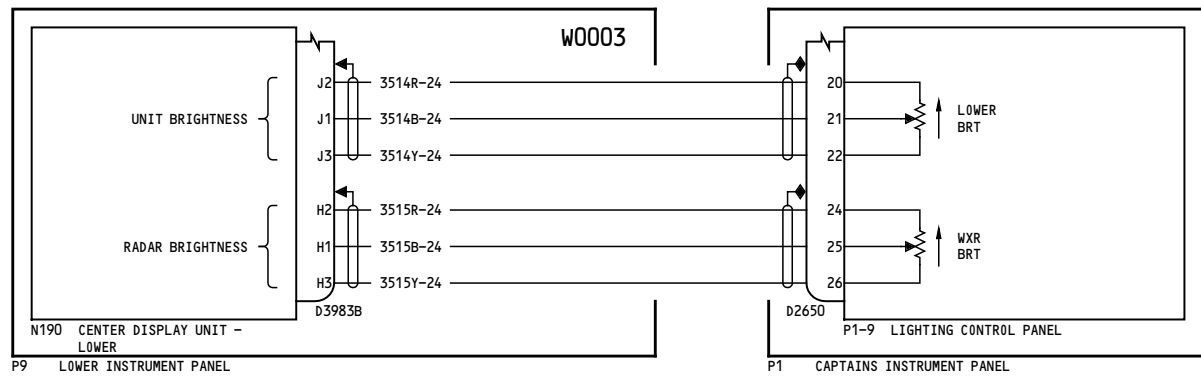 W0003
J2 3514R-24 20
UNIT BRIGHTNESS J1 3514B-24 21 LOWER
BRT
J3 3514Y-24 22
H2 3515R-24 24
RADAR BRIGHTNESS H1 3515B-24 25 WXR
BRT
H3 3515Y-24 26
D3983B D2650
N190 CENTER DISPLAY UNIT -
LOWER
P1-9 LIGHTING CONTROL PANEL
P9 LOWER INSTRUMENT PANEL
P1 CAPTAINS INSTRUMENT PANEL